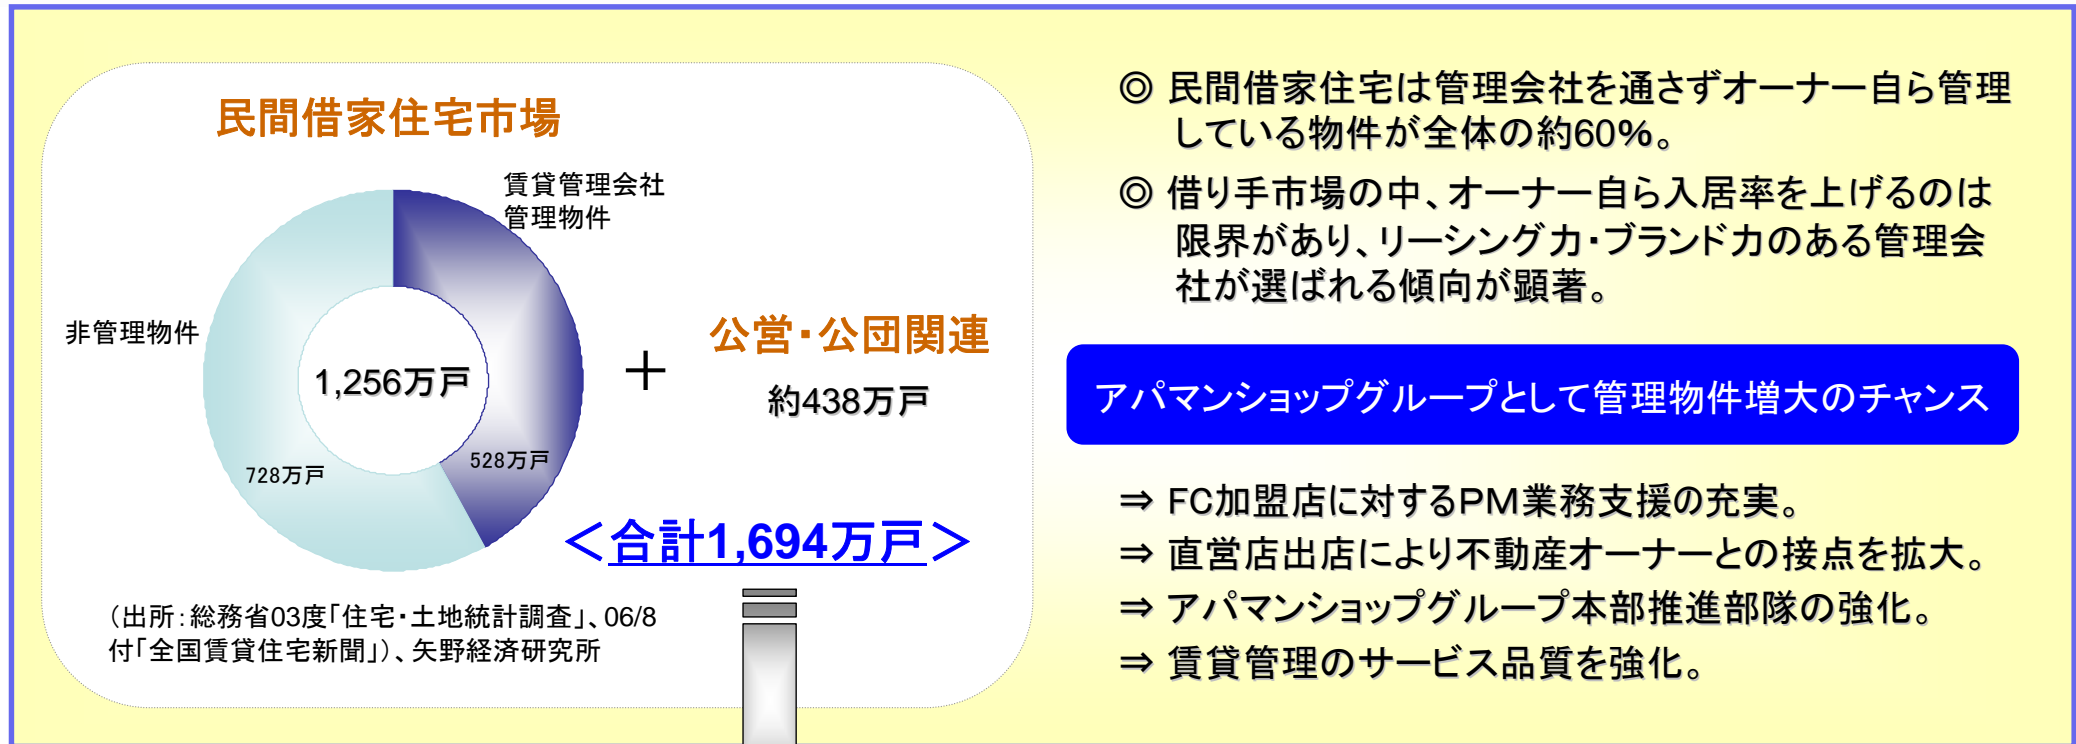 民間借家住宅市場
賃貸管理会社
管理物件
非管理物件
1,256万戸
728万戸
528万戸
+
公営・公団関連
約438万戸
<合計1,694万戸>
(出所:総務省03度「住宅・土地統計調査」、06/8
付「全国賃貸住宅新聞」)、矢野経済研究所
◎ 民間借家住宅は管理会社を通さずオーナー自ら管理
している物件が全体の約60%。
◎ 借り手市場の中、オーナー自ら入居率を上げるのは
限界があり、リーシング力・ブランド力のある管理会
社が選ばれる傾向が顕著。
アパマンショップグループとして管理物件増大のチャンス
⇒ FC加盟店に対するPM業務支援の充実。
⇒ 直営店出店により不動産オーナーとの接点を拡大。
⇒ アパマンショップグループ本部推進部隊の強化。
⇒ 賃貸管理のサービス品質を強化。